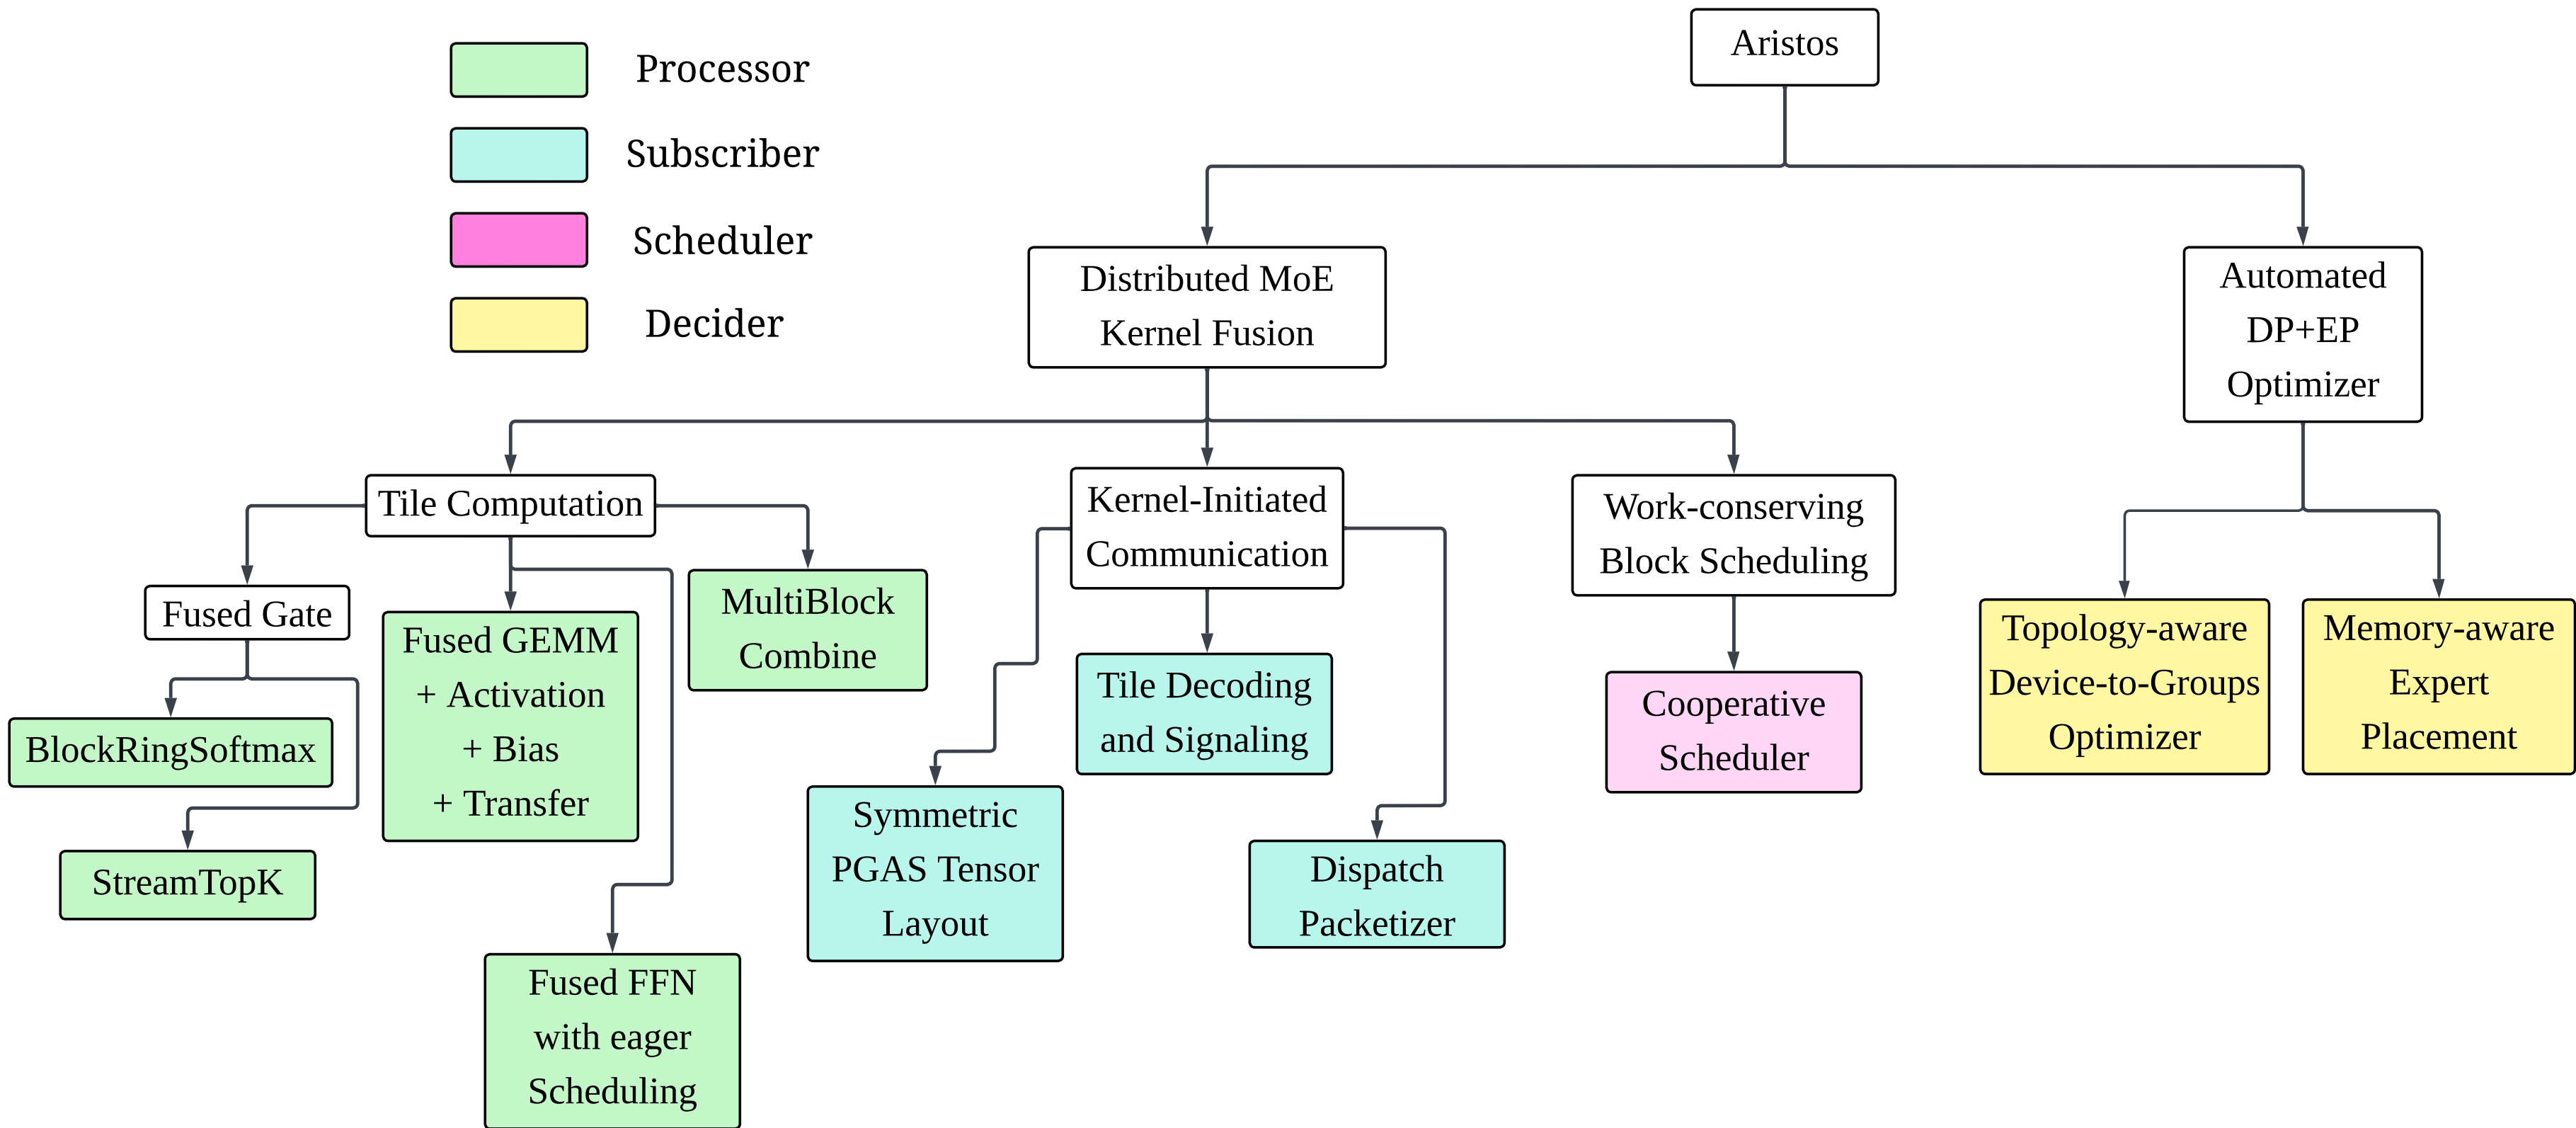 Processor
Subscriber
Scheduler
Decider
Aristos
Distributed MoE
Kernel Fusion
Automated
DP+EP
Optimizer
Tile Computation
Kernel-Initiated
Communication
Work-conserving
Block Scheduling
Fused Gate
Fused GEMM
+ Activation
+ Bias
+ Transfer
MultiBlock
Combine
BlockRingSoftmax
StreamTopK
Fused FFN
with eager
Scheduling
Symmetric
PGAS Tensor
Layout
Tile Decoding
and Signaling
Dispatch
Packetizer
Cooperative
Scheduler
Topology-aware
Device-to-Groups
Optimizer
Memory-aware
Expert
Placement